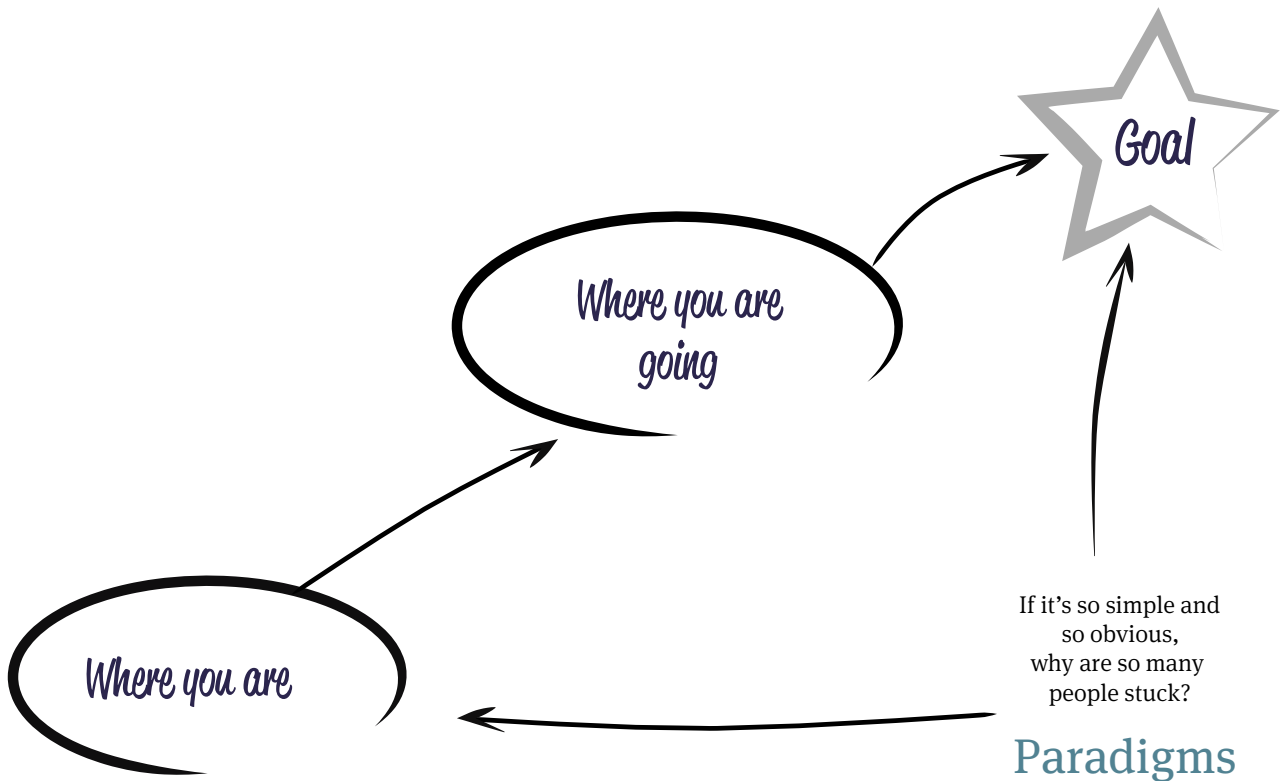 Goal
Where you are
going
Where you are
If it’s so simple and
so obvious,
why are so many
people stuck?
Paradigms